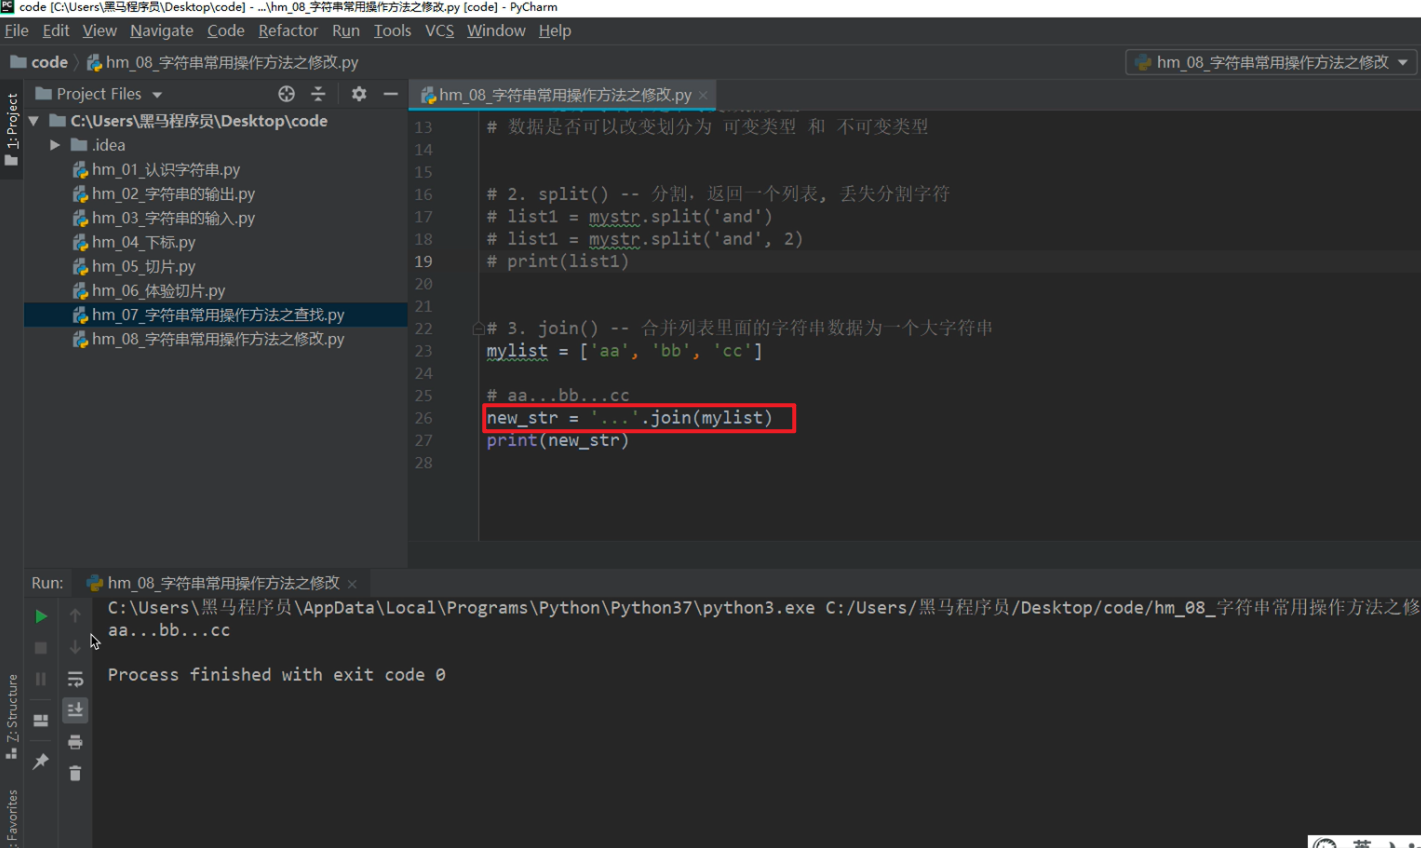 code [C:\Users\黑马程序员\Desktop\code] - ...\hm_08_字符串常用操作方法之修改.py [code] - PyCharm
File Edit View Navigate Code Refactor Run Tools VCS Window Help
code hm_08_字符串常用操作方法之修改.py
hm_08_字符串常用操作方法之修改
1: Project
Project Files
C:\Users\黑马程序员\Desktop\code
.idea
hm_01_认识字符串.py
hm_02_字符串的输出.py
hm_03_字符串的输入.py
hm_04_下标.py
hm_05_切片.py
hm_06_体验切片.py
hm_07_字符串常用操作方法之查找.py
hm_08_字符串常用操作方法之修改.py
hm_08_字符串常用操作方法之修改.py
13 # 数据是否可以改变划分为 可变类型 和 不可变类型
14
15
16 # 2. split() -- 分割，返回一个列表, 丢失分割字符
17 # list1 = mystr.split('and')
18 # list1 = mystr.split('and', 2)
19 # print(list1)
20
21
22 # 3. join() -- 合并列表里面的字符串数据为一个大字符串
23 mylist = ['aa', 'bb', 'cc']
24
25 # aa...bb...cc
26 new_str = '...'.join(mylist)
27 print(new_str)
28
Run: hm_08_字符串常用操作方法之修改
C:\Users\黑马程序员\AppData\Local\Programs\Python\Python37\python3.exe C:/Users/黑马程序员/Desktop/code/hm_08_字符串常用操作方法之修
aa...bb...cc
Process finished with exit code 0
Z: Structure
: Favorites